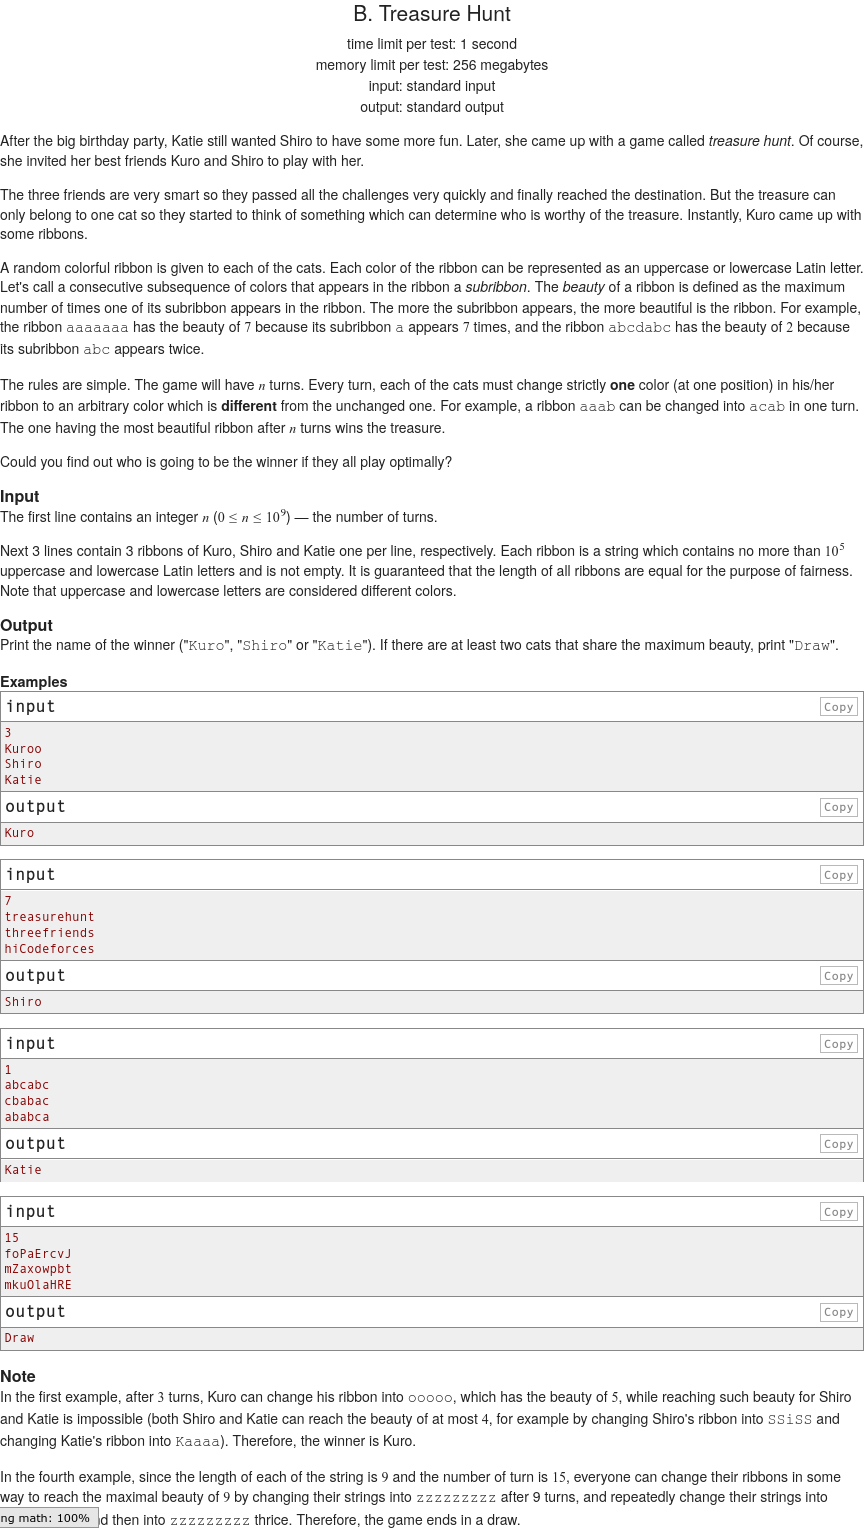 B. Treasure Hunt
time limit per test: 1 second
memory limit per test: 256 megabytes
input: standard input
output: standard output
After the big birthday party, Katie still wanted Shiro to have some more fun. Later, she came up with a game called treasure hunt. Of course,
she invited her best friends Kuro and Shiro to play with her.
The three friends are very smart so they passed all the challenges very quickly and finally reached the destination. But the treasure can
only belong to one cat so they started to think of something which can determine who is worthy of the treasure. Instantly, Kuro came up with
some ribbons.
A random colorful ribbon is given to each of the cats. Each color of the ribbon can be represented as an uppercase or lowercase Latin letter.
Let's call a consecutive subsequence of colors that appears in the ribbon a subribbon. The beauty of a ribbon is defined as the maximum
number of times one of its subribbon appears in the ribbon. The more the subribbon appears, the more beautiful is the ribbon. For example,
the ribbon aaaaaaa has the beauty of 7 because its subribbon a appears 7 times, and the ribbon abcdabc has the beauty of 2 because
its subribbon abc appears twice.
The rules are simple. The game will have n turns. Every turn, each of the cats must change strictly one color (at one position) in his/her
ribbon to an arbitrary color which is different from the unchanged one. For example, a ribbon aaab can be changed into acab in one turn.
The one having the most beautiful ribbon after n turns wins the treasure.
Could you find out who is going to be the winner if they all play optimally?
Input
The first line contains an integer n (0 ≤ n ≤ 10^9) — the number of turns.
Next 3 lines contain 3 ribbons of Kuro, Shiro and Katie one per line, respectively. Each ribbon is a string which contains no more than 10^5
uppercase and lowercase Latin letters and is not empty. It is guaranteed that the length of all ribbons are equal for the purpose of fairness.
Note that uppercase and lowercase letters are considered different colors.
Output
Print the name of the winner ("Kuro", "Shiro" or "Katie"). If there are at least two cats that share the maximum beauty, print "Draw".
Examples
input Copy
3
Kuroo
Shiro
Katie
output Copy
Kuro
input Copy
7
treasurehunt
threefriends
hiCodeforces
output Copy
Shiro
input Copy
1
abcabc
cbabac
ababca
output Copy
Katie
input Copy
15
foPaErcvJ
mZaxowpbt
mkuOlaHRE
output Copy
Draw
Note
In the first example, after 3 turns, Kuro can change his ribbon into ooooo, which has the beauty of 5, while reaching such beauty for Shiro
and Katie is impossible (both Shiro and Katie can reach the beauty of at most 4, for example by changing Shiro's ribbon into SSiSS and
changing Katie's ribbon into Kaaaa). Therefore, the winner is Kuro.
In the fourth example, since the length of each of the string is 9 and the number of turn is 15, everyone can change their ribbons in some
way to reach the maximal beauty of 9 by changing their strings into zzzzzzzzz after 9 turns, and repeatedly change their strings into
ng math: 100% d then into zzzzzzzzz thrice. Therefore, the game ends in a draw.